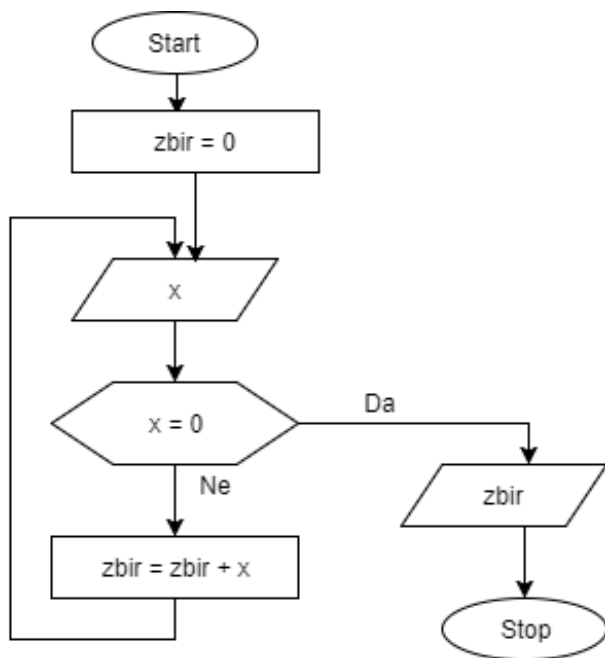 Start
zbir = 0
x
x = 0
Da
Ne
zbir
zbir = zbir + x
Stop